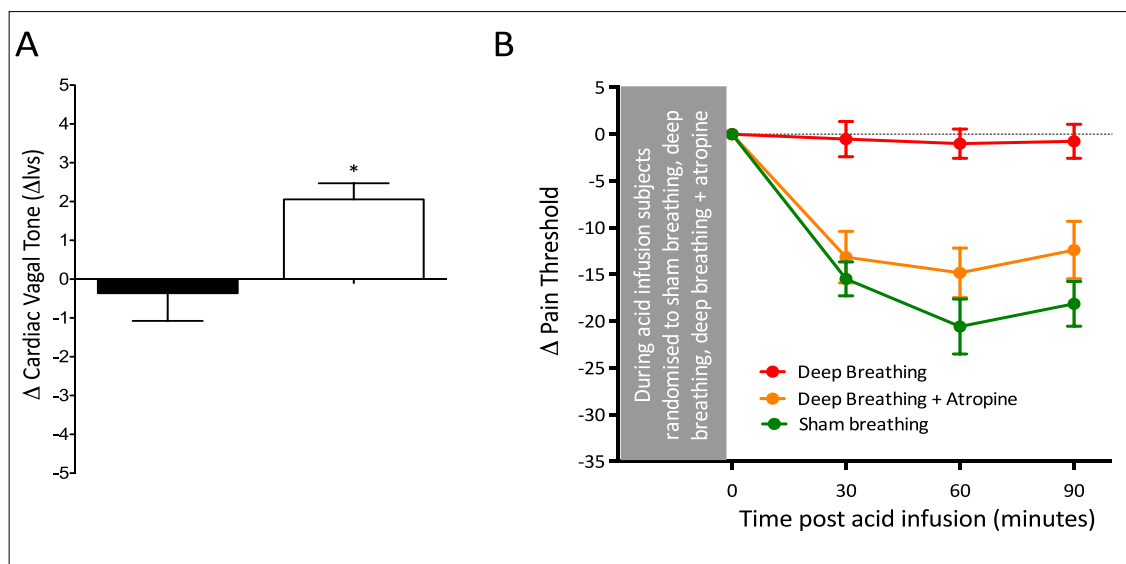 A
5
4
3
2
1
0
-1
-2
-3
-4
-5
Δ Cardiac Vagal Tone (Δlvs)
*
B
5
0
-5
-10
-15
-20
-25
-30
-35
Δ Pain Threshold
During acid infusion subjects
randomised to sham breathing, deep
breathing, deep breathing + atropine
Deep Breathing
Deep Breathing + Atropine
Sham breathing
0 30 60 90
Time post acid infusion (minutes)